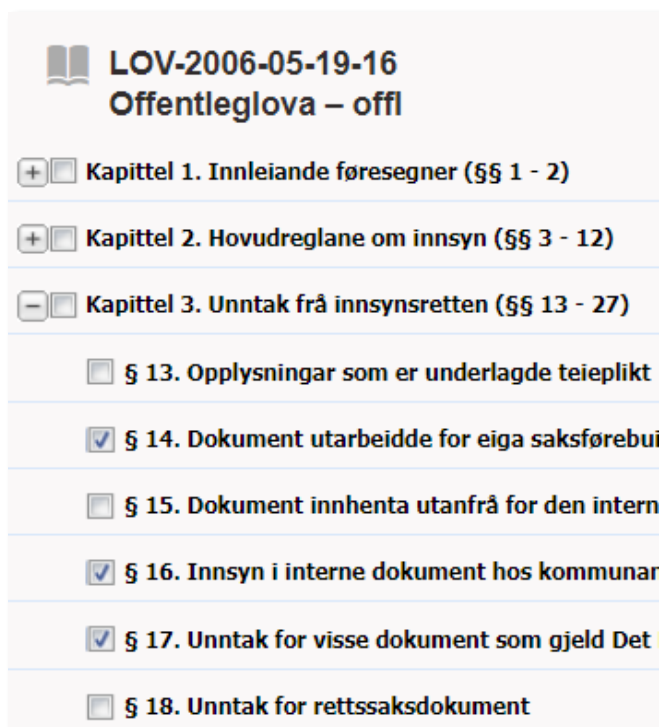 LOV-2006-05-19-16
Offentleglova – offl
Kapittel 1. Innleiande føresegner (§§ 1 - 2)
Kapittel 2. Hovudreglane om innsyn (§§ 3 - 12)
Kapittel 3. Unntak frå innsynsretten (§§ 13 - 27)
§ 13. Opplysningar som er underlagde teieplikt
§ 14. Dokument utarbeidde for eiga saksførebui
§ 15. Dokument innhenta utanfrå for den intern
§ 16. Innsyn i interne dokument hos kommunar
§ 17. Unntak for visse dokument som gjeld Det
§ 18. Unntak for rettssaksdokument